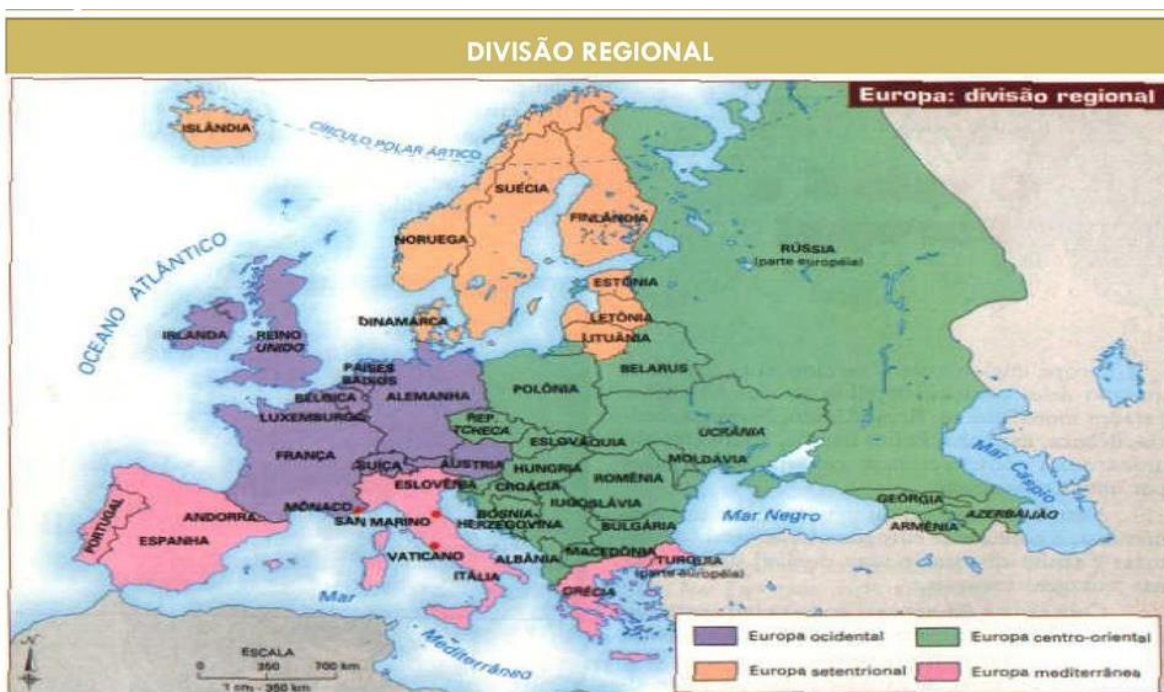 DIVISÃO REGIONAL
Europa: divisão regional
ISLÂNDIA
CÍRCULO POLAR ÁRTICO
SUÉCIA
FINLÂNDIA
NORUEGA
RÚSSIA
(parte européia)
OCEANO ATLÂNTICO
ESTÔNIA
LETÔNIA
LITUÂNIA
DINAMARCA
IRLANDA
REINO
UNIDO
PAÍSES
BAIXOS
BÉLGICA
ALEMANHA
POLÔNIA
BELARUS
LUXEMBURGO
REP.
TCHECA
UCRÂNIA
ESLOVÁQUIA
FRANÇA
SUÍÇA
ÁUSTRIA
HUNGRIA
MOLDÁVIA
ESLOVÊNIA
CROÁCIA
ROMÊNIA
Mar Cáspio
MÔNACO
SAN MARINO
BÓSNIA-
HERZEGOVINA
IUGOSLÁVIA
BULGÁRIA
Mar Negro
GEÓRGIA
ARMÊNIA
AZERBAIJÃO
PORTUGAL
ANDORRA
ESPANHA
VATICANO
ITÁLIA
ALBÂNIA
MACEDÔNIA
TURQUIA
(parte européia)
GRÉCIA
Mar
Mediterrâneo
N
ESCALA
0 350 700 km
1 cm - 350 km
Europa ocidental
Europa centro-oriental
Europa setentrional
Europa mediterrânea